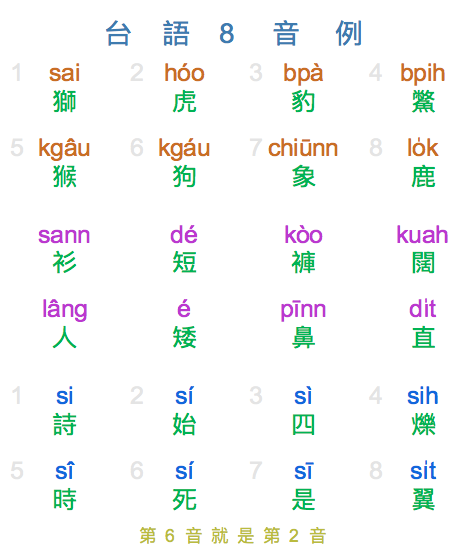 台 語 8 音 例
1 sai 2 hóo 3 bpà 4 bpih
獅 虎 豹 鱉
5 kgâu 6 kgáu 7 chiūnn 8 lo̍k
猴 狗 象 鹿
sann dé kòo kuah
衫 短 褲 闊
lâng é pīnn di̍t
人 矮 鼻 直
1 si 2 sí 3 sì 4 sih
詩 始 四 爍
5 sî 6 sí 7 sī 8 si̍t
時 死 是 翼
第 6 音 就 是 第 2 音